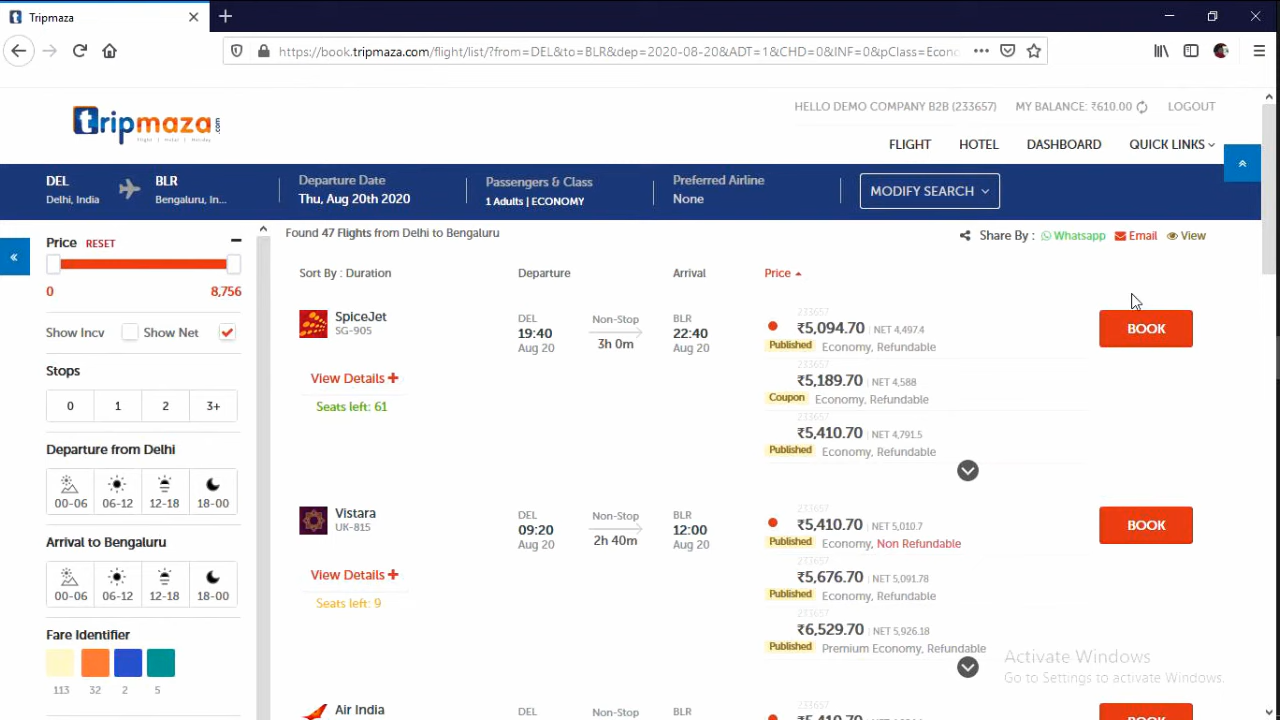 Tripmaza
https://book.tripmaza.com/flight/list/?from=DEL&to=BLR&dep=2020-08-20&ADT=1&CHD=0&INF=0&pClass=Econ
tripmaza.com
HELLO DEMO COMPANY B2B (233657) MY BALANCE: ₹610.00 LOGOUT
FLIGHT HOTEL DASHBOARD QUICK LINKS
DEL BLR Departure Date Passengers & Class Preferred Airline MODIFY SEARCH
Delhi, India Bengaluru, In... Thu, Aug 20th 2020 1 Adults | ECONOMY None
Price RESET
0 8,756
Show Incv Show Net
Stops
0 1 2 3+
Departure from Delhi
00-06 06-12 12-18 18-00
Arrival to Bengaluru
00-06 06-12 12-18 18-00
Fare Identifier
113 32 2 5
Found 47 Flights from Delhi to Bengaluru
Share By : Whatsapp Email View
Sort By : Duration Departure Arrival Price
SpiceJet
SG-905
DEL
19:40
Aug 20
Non-Stop
3h 0m
BLR
22:40
Aug 20
233657
₹5,094.70 | NET 4,497.4
Published Economy, Refundable
233657
₹5,189.70 | NET 4,588
Coupon Economy, Refundable
233657
₹5,410.70 | NET 4,791.5
Published Economy, Refundable
BOOK
View Details +
Seats left: 61
Vistara
UK-815
DEL
09:20
Aug 20
Non-Stop
2h 40m
BLR
12:00
Aug 20
233657
₹5,410.70 | NET 5,010.7
Published Economy, Non Refundable
233657
₹5,676.70 | NET 5,091.78
Published Economy, Refundable
233657
₹6,529.70 | NET 5,926.18
Published Premium Economy, Refundable
BOOK
View Details +
Seats left: 9
Air India
DEL
Non-Stop
BLR
₹5,410.70
BOOK
Activate Windows
Go to Settings to activate Windows.